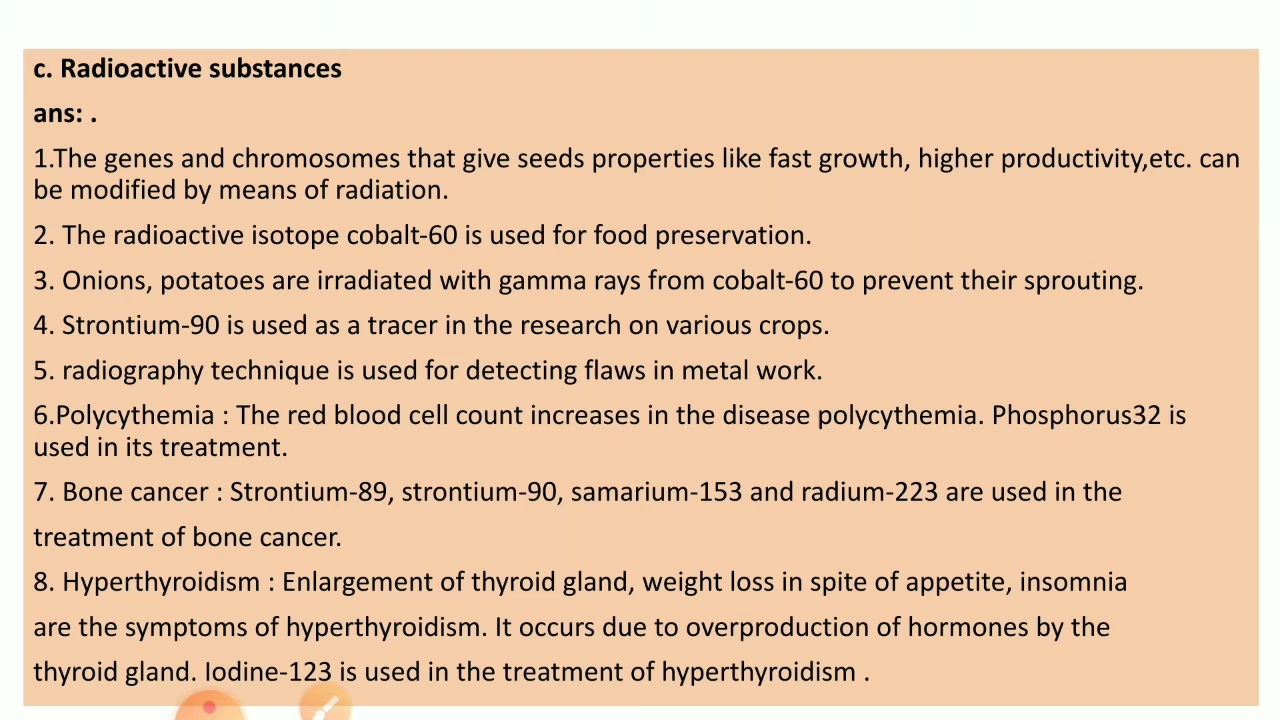 c. Radioactive substances
ans: .
1.The genes and chromosomes that give seeds properties like fast growth, higher productivity,etc. can
be modified by means of radiation.
2. The radioactive isotope cobalt-60 is used for food preservation.
3. Onions, potatoes are irradiated with gamma rays from cobalt-60 to prevent their sprouting.
4. Strontium-90 is used as a tracer in the research on various crops.
5. radiography technique is used for detecting flaws in metal work.
6.Polycythemia : The red blood cell count increases in the disease polycythemia. Phosphorus32 is
used in its treatment.
7. Bone cancer : Strontium-89, strontium-90, samarium-153 and radium-223 are used in the
treatment of bone cancer.
8. Hyperthyroidism : Enlargement of thyroid gland, weight loss in spite of appetite, insomnia
are the symptoms of hyperthyroidism. It occurs due to overproduction of hormones by the
thyroid gland. Iodine-123 is used in the treatment of hyperthyroidism .